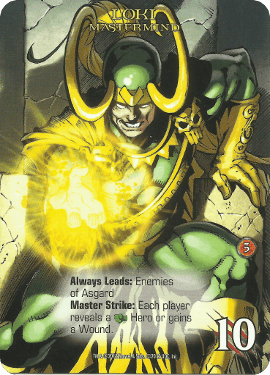 LOKI
MASTERMIND
5
Always Leads: Enemies
of Asgard
Master Strike: Each player
reveals a Hero or gains
a Wound.
10